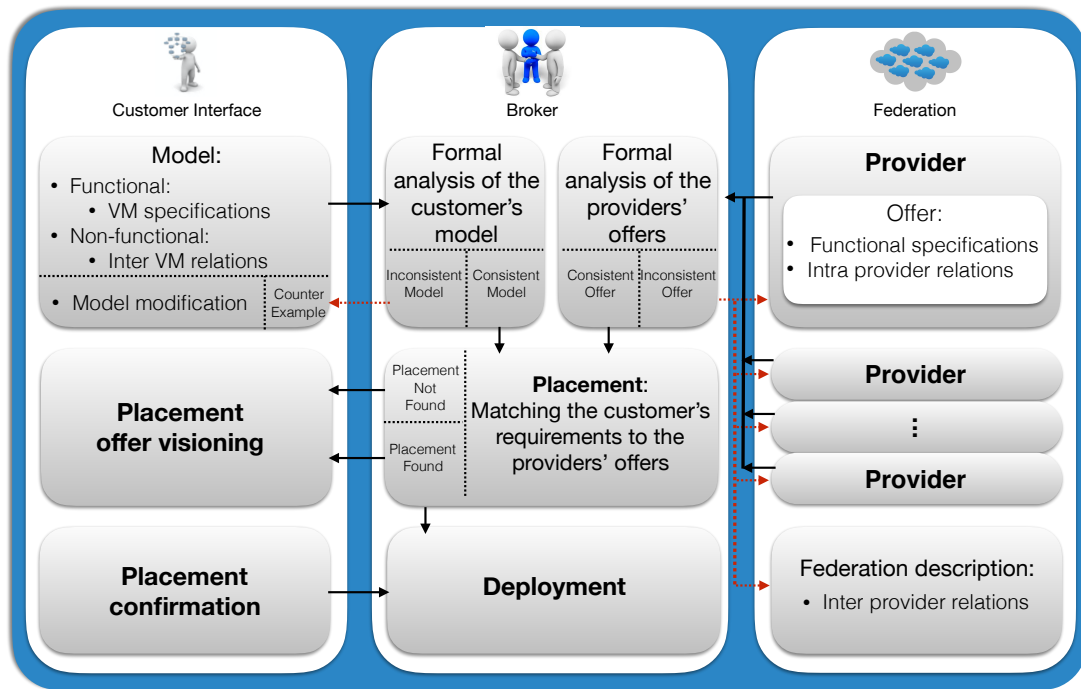 Customer Interface
Model:
• Functional:
• VM specifications
• Non-functional:
• Inter VM relations
• Model modification
Counter
Example
Placement
offer visioning
Placement
confirmation
Broker
Formal
analysis of the
customer's
model
Inconsistent
Model
Consistent
Model
Formal
analysis of the
providers'
offers
Consistent
Offer
Inconsistent
Offer
Placement
Not
Found
Placement
Found
Placement:
Matching the customer's
requirements to the
providers' offers
Deployment
Federation
Provider
Offer:
• Functional specifications
• Intra provider relations
Provider
⋮
Provider
Federation description:
• Inter provider relations